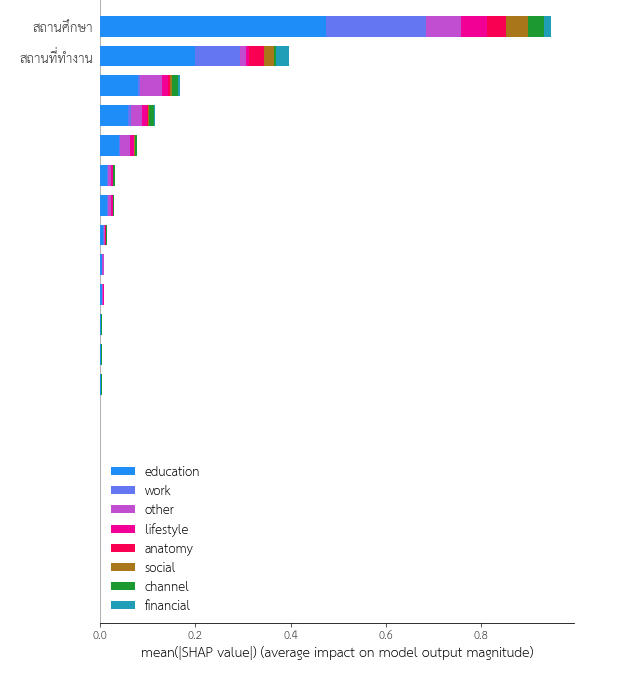 สถานศึกษา
สถานที่ทำงาน
education
work
other
lifestyle
anatomy
social
channel
financial
0.0 0.2 0.4 0.6 0.8
mean(|SHAP value|) (average impact on model output magnitude)